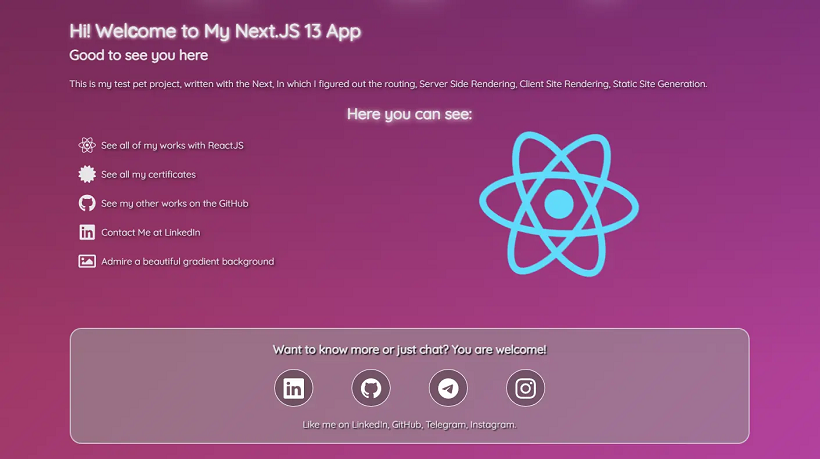 Hi! Welcome to My Next.JS 13 App
Good to see you here
This is my test pet project, written with the Next, In which I figured out the routing, Server Side Rendering, Client Site Rendering, Static Site Generation.
Here you can see:
See all of my works with ReactJS
See all my certificates
See my other works on the GitHub
Contact Me at LinkedIn
Admire a beautiful gradient background
Want to know more or just chat? You are welcome!
Like me on LinkedIn, GitHub, Telegram, Instagram.